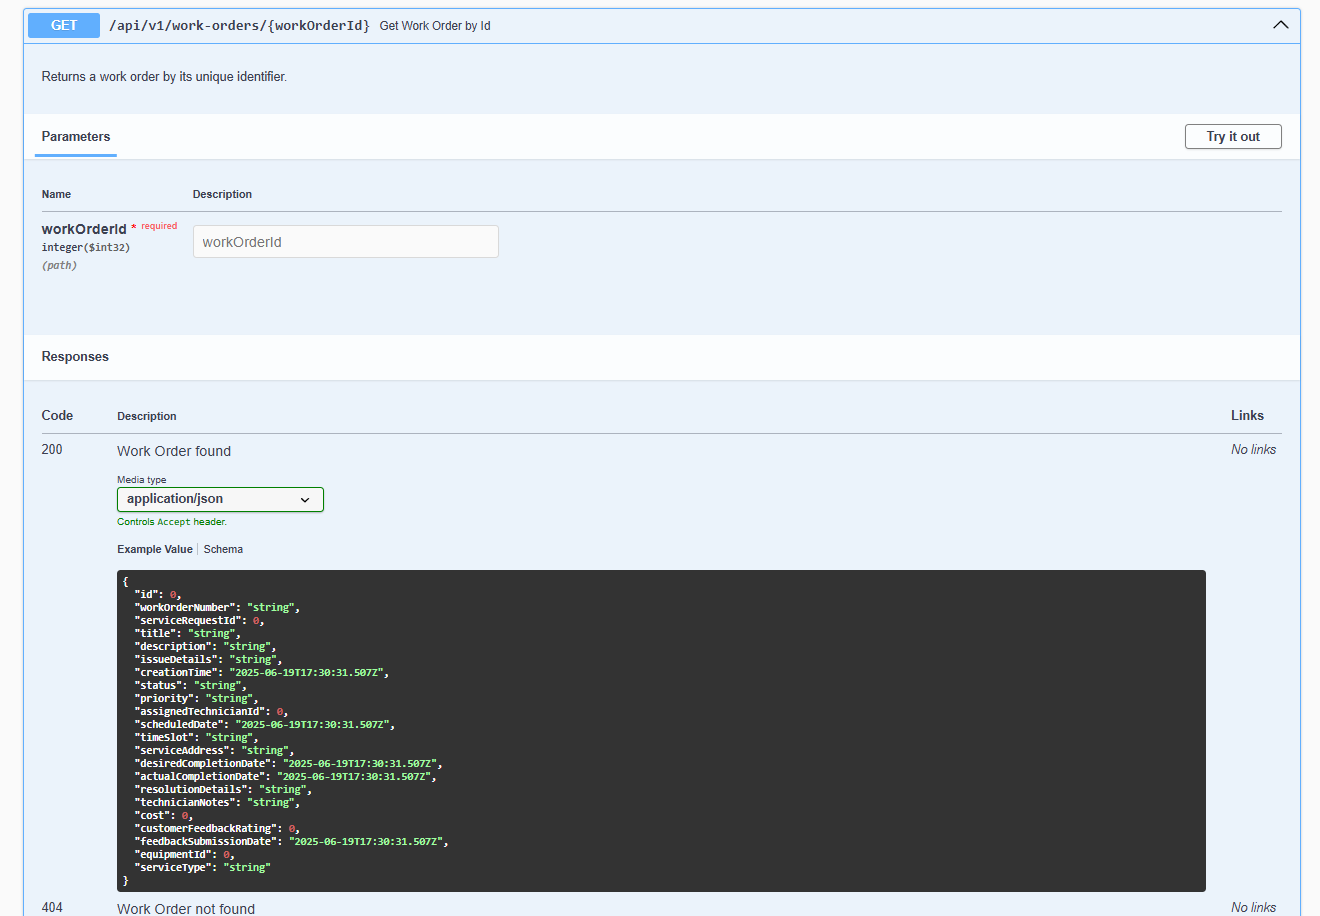 GET /api/v1/work-orders/{workOrderId} Get Work Order by Id
Returns a work order by its unique identifier.
Parameters
Try it out
Name Description
workOrderId * required
integer($int32)
(path)
workOrderId
Responses
Code Description Links
200 Work Order found No links
Media type
application/json
Controls Accept header.
Example Value Schema
{
"id": 0,
"workOrderNumber": "string",
"serviceRequestId": 0,
"title": "string",
"description": "string",
"issueDetails": "string",
"creationTime": "2025-06-19T17:30:31.507Z",
"status": "string",
"priority": "string",
"assignedTechnicianId": 0,
"scheduledDate": "2025-06-19T17:30:31.507Z",
"timeSlot": "string",
"serviceAddress": "string",
"desiredCompletionDate": "2025-06-19T17:30:31.507Z",
"actualCompletionDate": "2025-06-19T17:30:31.507Z",
"resolutionDetails": "string",
"technicianNotes": "string",
"cost": 0,
"customerFeedbackRating": 0,
"feedbackSubmissionDate": "2025-06-19T17:30:31.507Z",
"equipmentId": 0,
"serviceType": "string"
}
404 Work Order not found No links